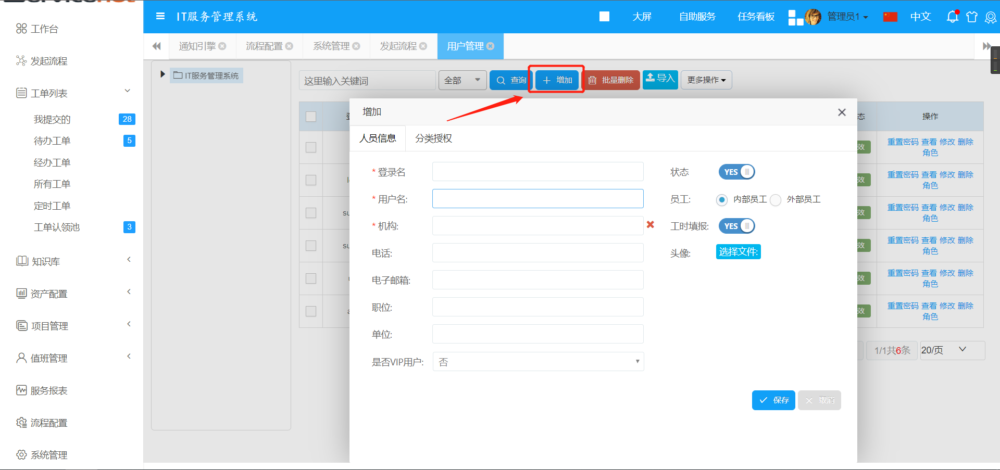 IT服务管理系统
大屏
自助服务
任务看板
管理员1
中文
工作台
发起流程
工单列表
我提交的 28
待办工单 5
经办工单
所有工单
定时工单
工单认领池 3
知识库
资产配置
项目管理
值班管理
服务报表
流程配置
系统管理
通知引擎
流程配置
系统管理
发起流程
用户管理
IT服务管理系统
这里输入关键词
全部
查询
增加
批量删除
导入
更多操作
态
操作
效
重置密码 查看 修改 删除
角色
效
重置密码 查看 修改 删除
角色
su
效
重置密码 查看 修改 删除
角色
su
效
重置密码 查看 修改 删除
角色
效
重置密码 查看 修改 删除
角色
效
重置密码 查看 修改 删除
角色
1/1共6条
20/页
增加
人员信息
分类授权
* 登录名
状态
YES
* 用户名:
员工:
内部员工
外部员工
* 机构:
工时填报:
YES
电话:
头像:
选择文件:
电子邮箱:
职位:
单位:
是否VIP用户:
否
保存
取消